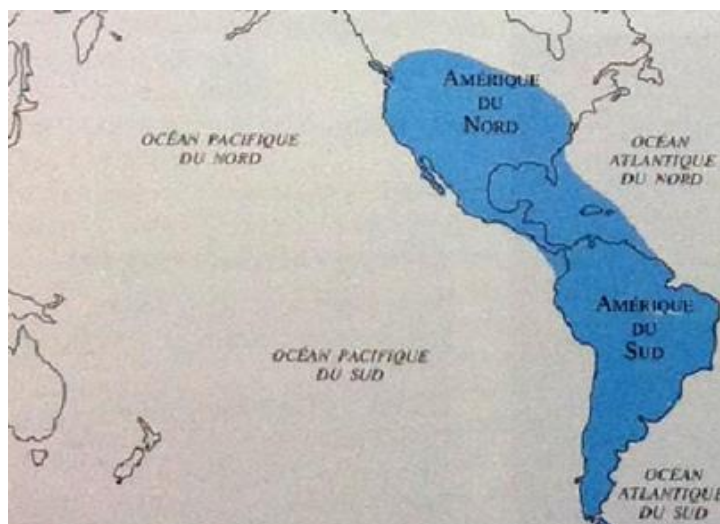 AMÉRIQUE
DU
NORD
OCÉAN PACIFIQUE
DU NORD
OCÉAN
ATLANTIQUE
DU NORD
AMÉRIQUE
DU
SUD
OCÉAN PACIFIQUE
DU SUD
OCÉAN
ATLANTIQUE
DU SUD